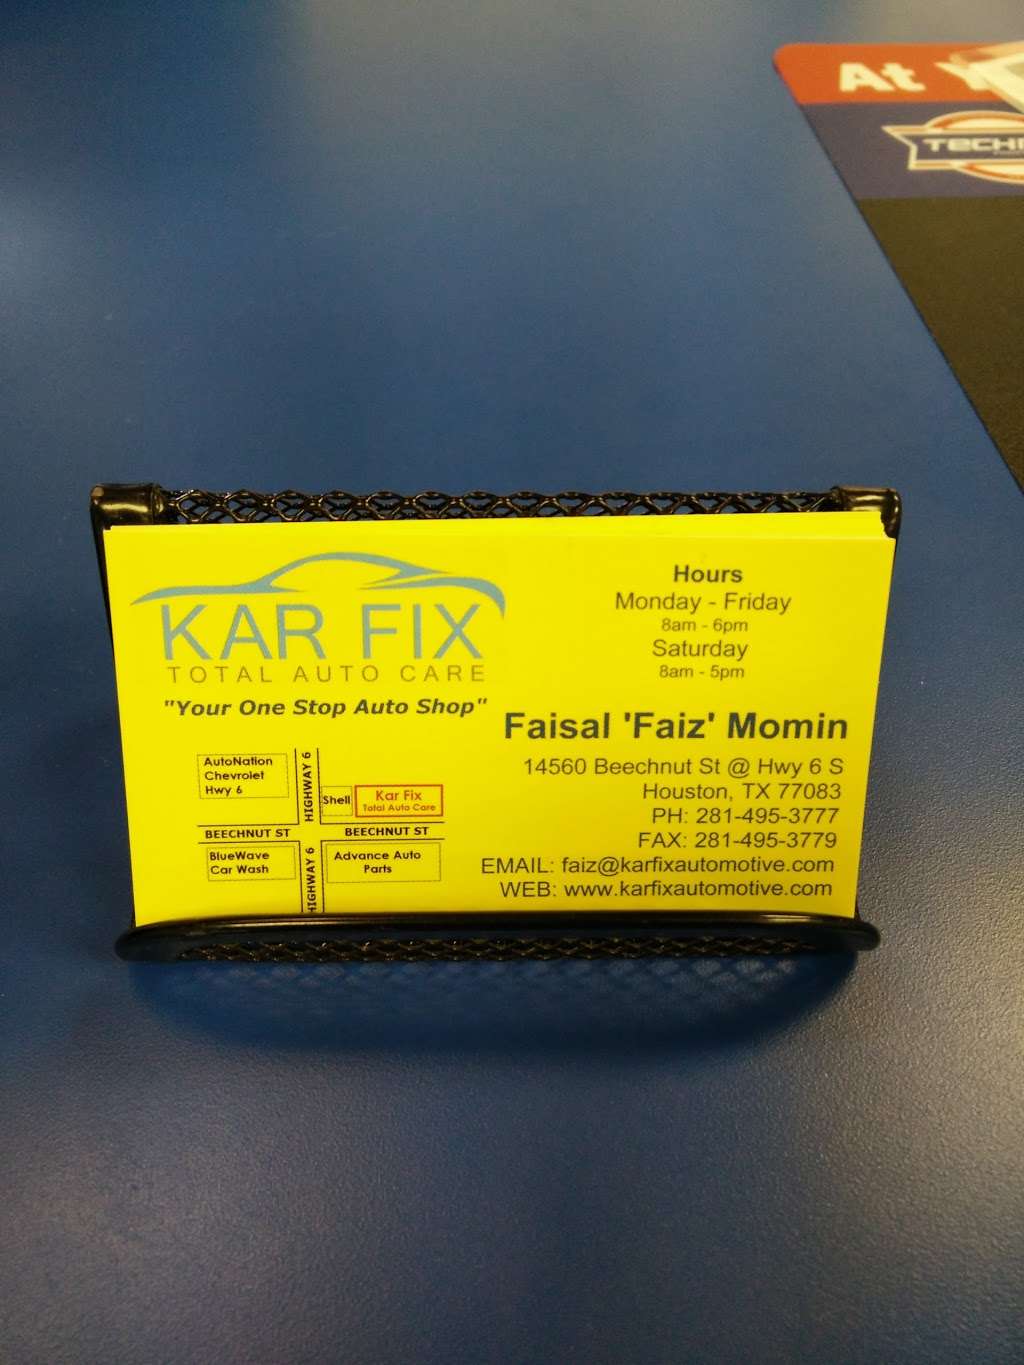 At
KAR FIX
TOTAL AUTO CARE
"Your One Stop Auto Shop"
AutoNation
Chevrolet
Hwy 6
HIGHWAY 6
Shell
Kar Fix
Total Auto Care
BEECHNUT ST
BEECHNUT ST
BlueWave
Car Wash
HIGHWAY 6
Advance Auto
Parts
Hours
Monday - Friday
8am - 6pm
Saturday
8am - 5pm
Faisal 'Faiz' Momin
14560 Beechnut St @ Hwy 6 S
Houston, TX 77083
PH: 281-495-3777
FAX: 281-495-3779
EMAIL: faiz@karfixautomotive.com
WEB: www.karfixautomotive.com